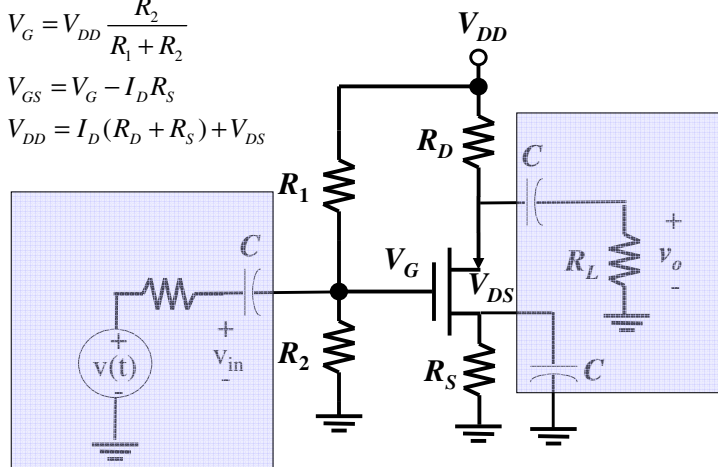 V_G = V_DD R_2 / (R_1 + R_2)
V_GS = V_G − I_D R_S
V_DD = I_D (R_D + R_S) + V_DS
V_DD
R_D
C
R_1
+
C
V_G
R_L
v_o
V_DS
-
+
+
v(t)
v_in
R_2
-
-
R_S
C